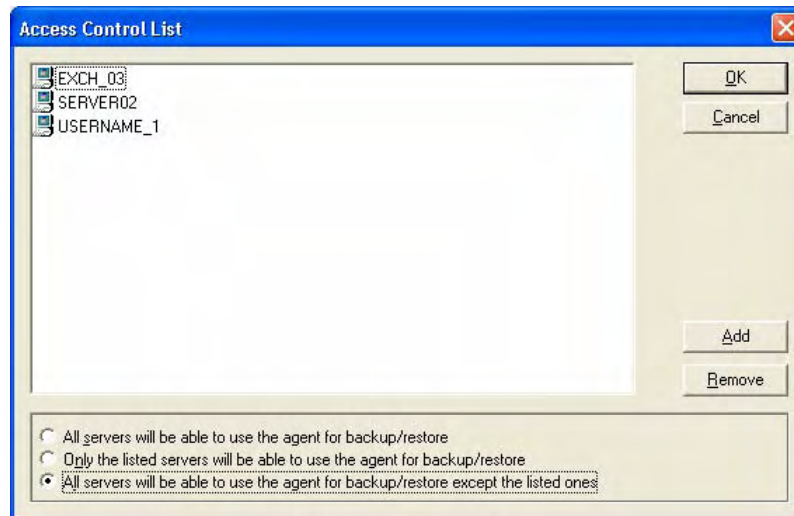 Access Control List
EXCH_03
SERVER02
USERNAME_1
OK
Cancel
Add
Remove
All servers will be able to use the agent for backup/restore
Only the listed servers will be able to use the agent for backup/restore
All servers will be able to use the agent for backup/restore except the listed ones